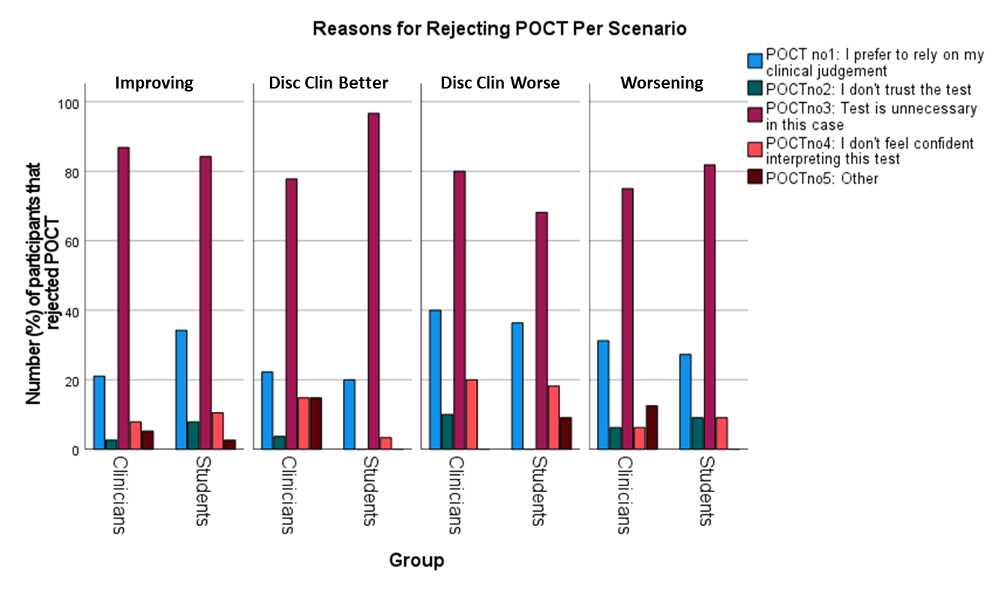 Reasons for Rejecting POCT Per Scenario
POCT no1: I prefer to rely on my
clinical judgement
POCTno2: I don't trust the test
POCTno3: Test is unnecessary
in this case
POCTno4: I don't feel confident
interpreting this test
POCTno5: Other
Improving
Disc Clin Better
Disc Clin Worse
Worsening
Number (%) of participants that
rejected POCT
100
80
60
40
20
0
Clinicians
Students
Clinicians
Students
Clinicians
Students
Clinicians
Students
Group